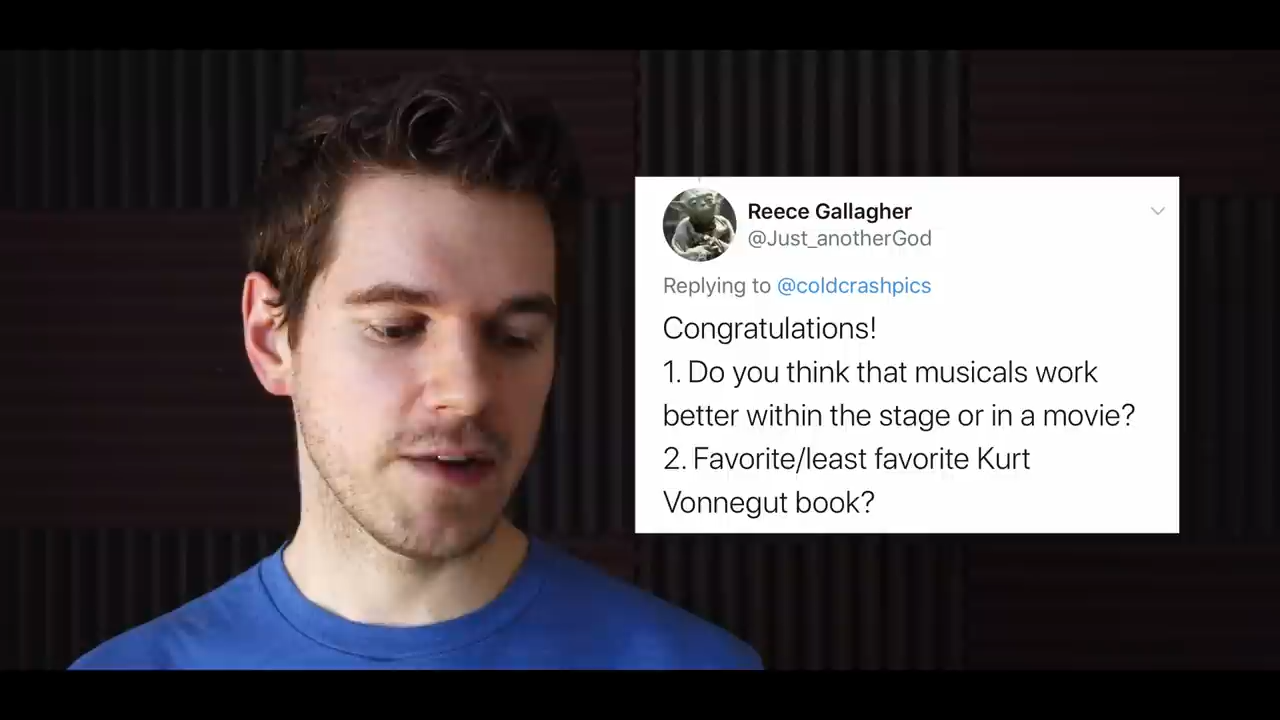 Reece Gallagher
@Just_anotherGod
Replying to @coldcrashpics
Congratulations!
1. Do you think that musicals work
better within the stage or in a movie?
2. Favorite/least favorite Kurt
Vonnegut book?